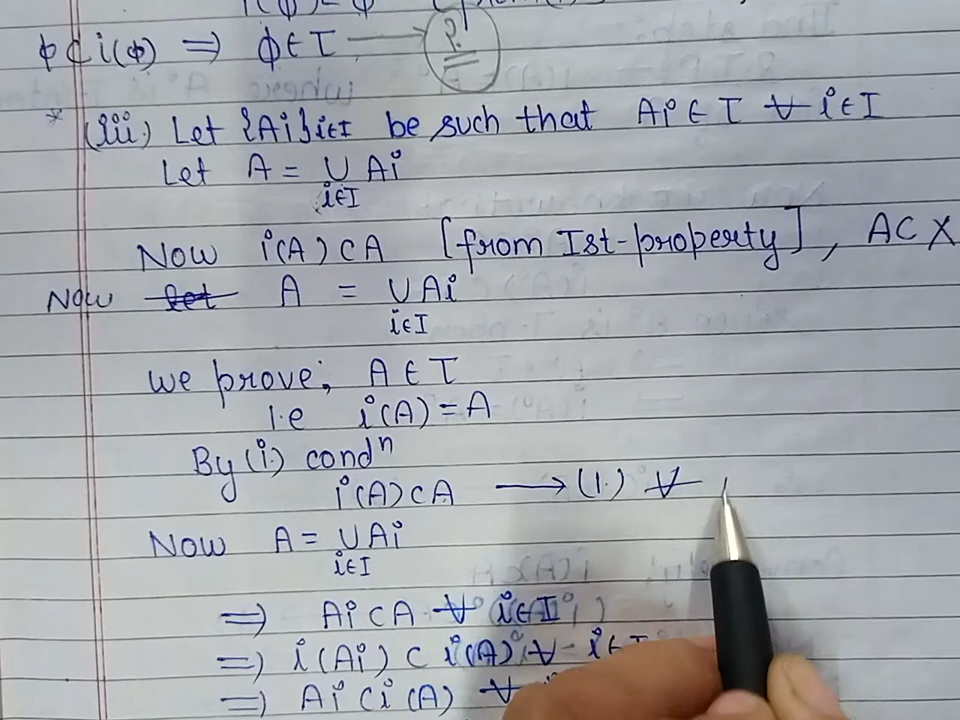 i(ϕ) = ϕ
ϕ ⊄ i(ϕ) ⇒ ϕ ∈ T → P.
* (iii.) Let {Ai}i∈I be such that Ai ∈ T ∀ i∈I
Let A = ∪ Ai
i∈I
Now i(A) ⊂ A [from Ist-property], A ⊂ X
Now let A = ∪ Ai
i∈I
we prove; A ∈ T
i.e i(A) = A
By (i.) condⁿ
i(A) ⊂ A → (1.) ∀
Now A = ∪ Ai
i∈I
⇒ Ai ⊂ A ∀ i∈I
⇒ i(Ai) ⊂ i(A) ∀ i∈I
⇒ Ai ⊂ i(A) ∀